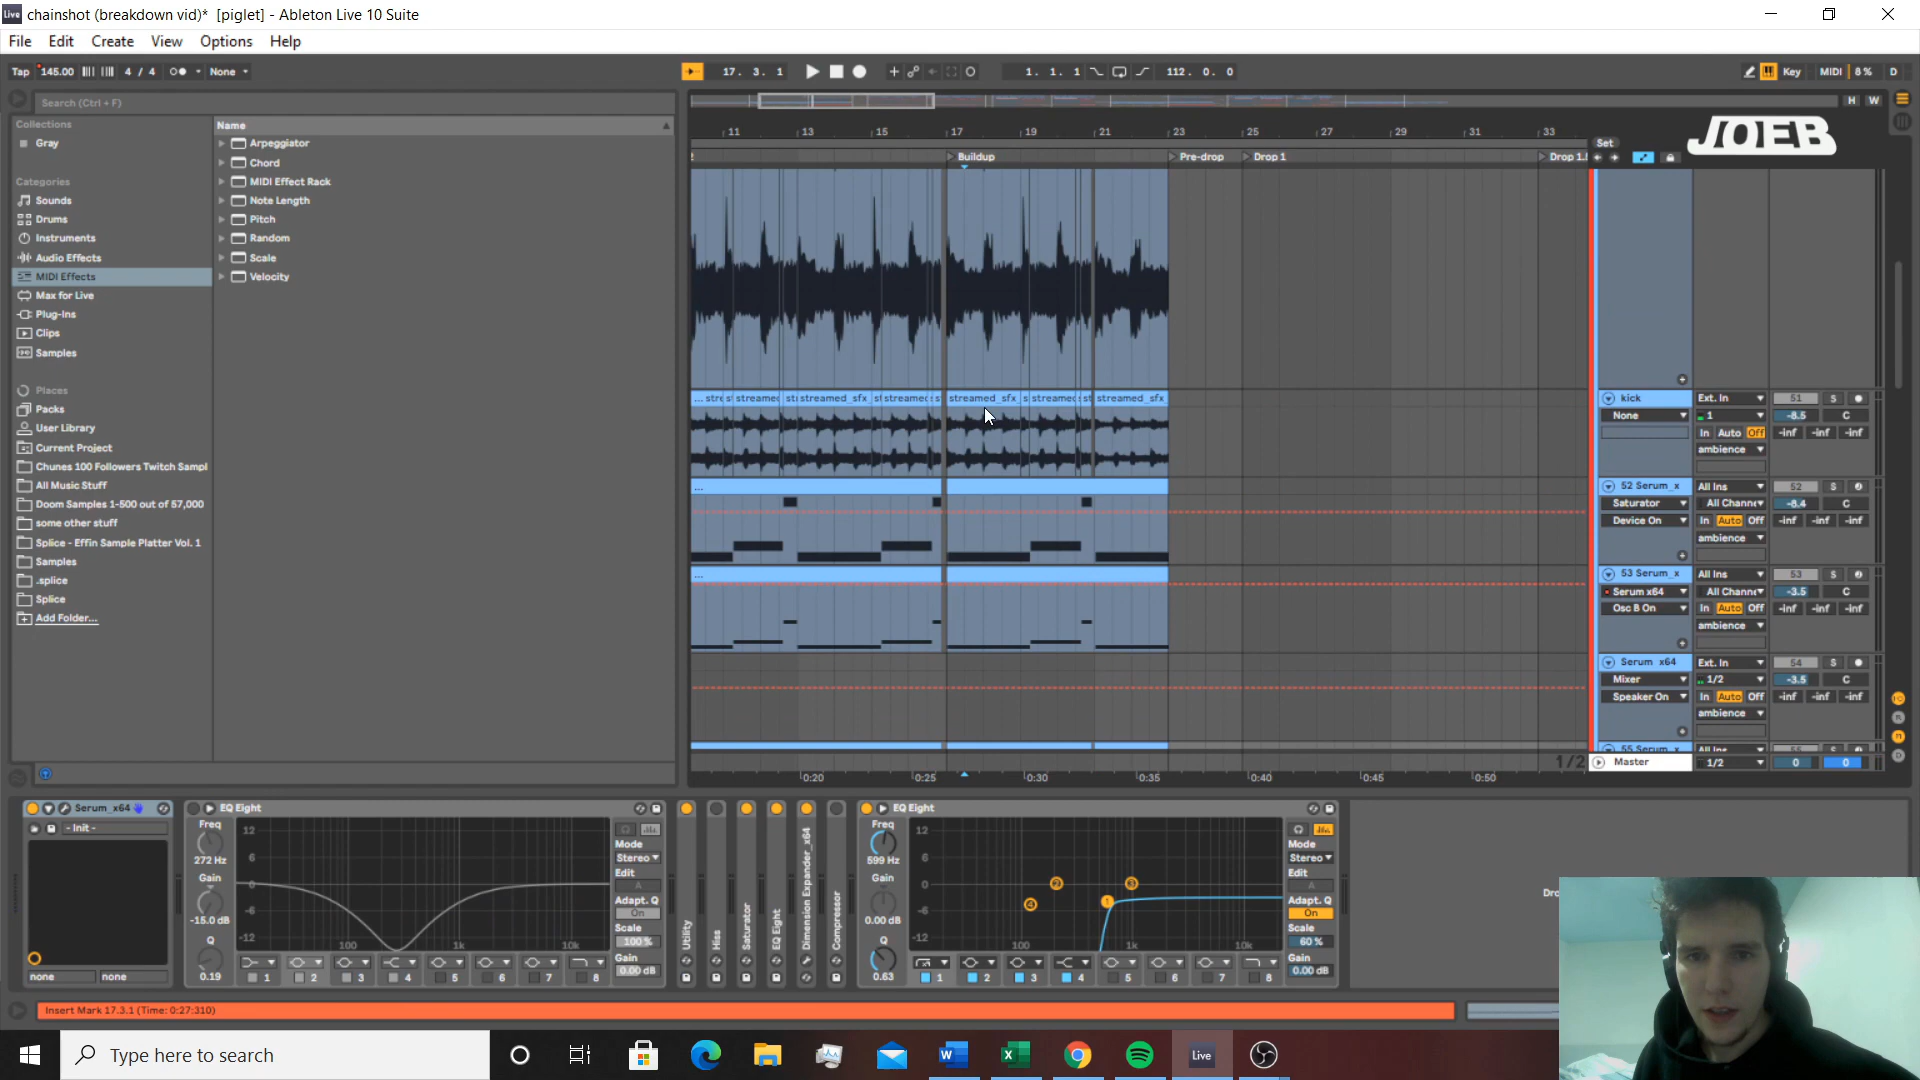 Live chainshot (breakdown vid)* [piglet] - Ableton Live 10 Suite
File Edit Create View Options Help
Tap 145.00 4 / 4 None 17. 3. 1 1. 1. 1 112. 0. 0 Key MIDI 8 % D
Search (Ctrl + F)
H W
Collections
Gray
Categories
Sounds
Drums
Instruments
Audio Effects
MIDI Effects
Max for Live
Plug-Ins
Clips
Samples
Places
Packs
User Library
Current Project
Chunes 100 Followers Twitch Sampl
All Music Stuff
Doom Samples 1-500 out of 57,000
some other stuff
Splice - Effin Sample Platter Vol. 1
Samples
.splice
Splice
Add Folder...
Name
Arpeggiator
Chord
MIDI Effect Rack
Note Length
Pitch
Random
Scale
Velocity
11 13 15 17 19 21 23 25 27 29 31 33
Buildup Pre-drop Drop 1
Set
JOEB
kick Ext. In 51 S
None 1 -8.5 C
In Auto Off -inf -inf -inf
ambience
52 Serum_x All Ins 52 S
Saturator All Channe -8.4 C
Device On In Auto Off -inf -inf -inf
ambience
53 Serum_x All Ins 53 S
Serum x64 All Channe -3.5 C
Osc B On In Auto Off -inf -inf -inf
ambience
Serum x64 Ext. In 54 S
Mixer 1/2 -3.5 C
Speaker On In Auto Off -inf -inf -inf
ambience
1/2 Master 1/2 0 0
0:20 0:25 0:30 0:35 0:40 0:45 0:50
Serum_x64
- Init -
none none
EQ Eight
Freq
272 Hz
Gain
-15.0 dB
Q
0.19
12
6
0
-6
-12
100 1k 10k
1 2 3 4 5 6 7 8
Mode
Stereo
Edit
A
Adapt. Q
On
Scale
100 %
Gain
0.00 dB
Utility
Hiss
Saturator
EQ Eight
Dimension Expander_x64
Compressor
EQ Eight
Freq
599 Hz
Gain
0.00 dB
Q
0.63
12
6
0
-6
-12
100 1k 10k
1 2 3 4
1 2 3 4 5 6 7 8
Mode
Stereo
Edit
A
Adapt. Q
On
Scale
60 %
Gain
0.00 dB
Insert Mark 17.3.1 (Time: 0:27:310)
Type here to search
Live